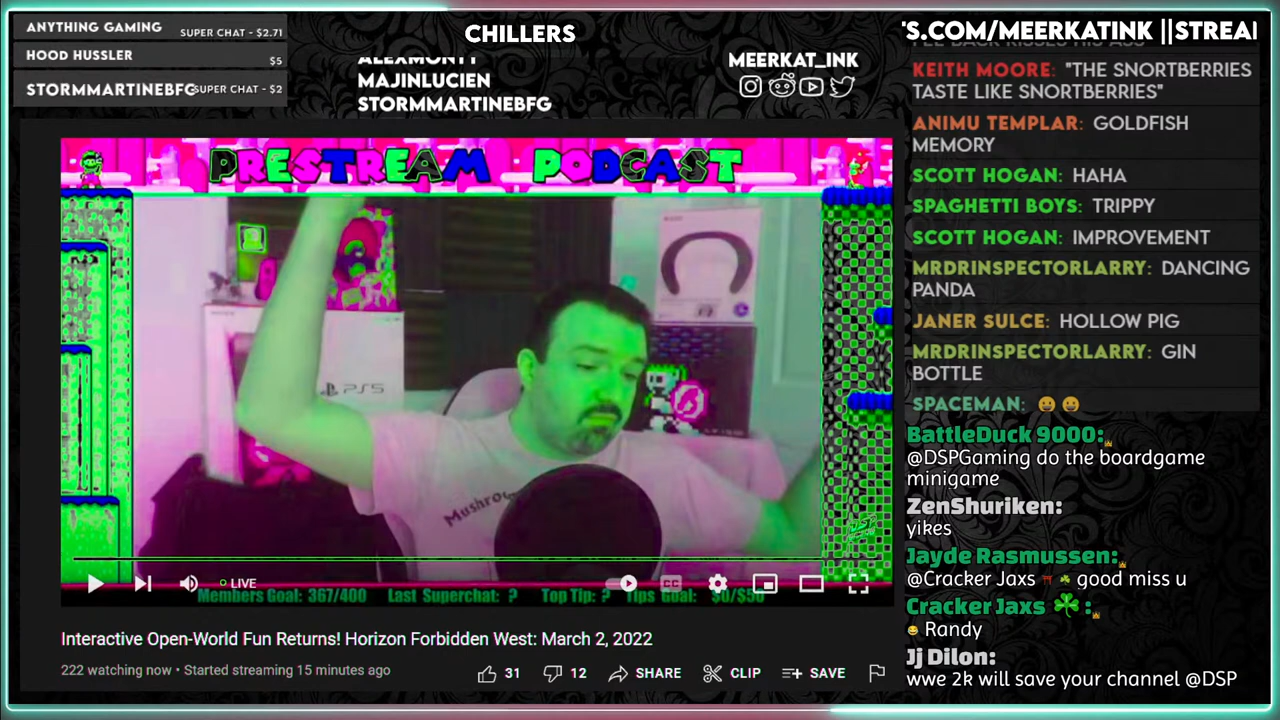 ANYTHING GAMING SUPER CHAT - $2.71
HOOD HUSSLER $5
STORMMARTINEBFG SUPER CHAT - $2
CHILLERS
ALEXMONTY
MAJINLUCIEN
STORMMARTINEBFG
MEERKAT_INK
'S.COM/MEERKATINK ||STREAI
KEITH MOORE: "THE SNORTBERRIES
TASTE LIKE SNORTBERRIES"
ANIMU TEMPLAR: GOLDFISH
MEMORY
SCOTT HOGAN: HAHA
SPAGHETTI BOYS: TRIPPY
SCOTT HOGAN: IMPROVEMENT
MRDRINSPECTORLARRY: DANCING
PANDA
JANER SULCE: HOLLOW PIG
MRDRINSPECTORLARRY: GIN
BOTTLE
SPACEMAN: 😀 😀
BattleDuck 9000:
@DSPGaming do the boardgame
minigame
ZenShuriken:
yikes
Jayde Rasmussen:
@Cracker Jaxs ☘ good miss u
Cracker Jaxs ☘ :
Randy
Jj Dilon:
wwe 2k will save your channel @DSP
PRESTREAM PODCAST
PS5
Mushro
LIVE
CC
Members Goal: 367/400 Last Superchat: ? Top Tip: ? Tips Goal: $0/$50
Interactive Open-World Fun Returns! Horizon Forbidden West: March 2, 2022
222 watching now • Started streaming 15 minutes ago
31 12 SHARE CLIP SAVE